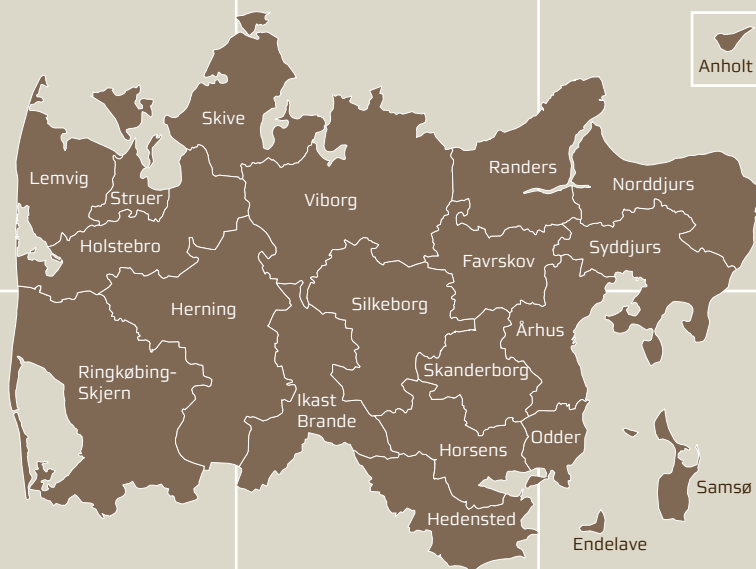 Anholt
Skive
Randers
Lemvig
Norddjurs
Struer
Viborg
Holstebro
Syddjurs
Favrskov
Herning
Silkeborg
Århus
Ringkøbing-
Skjern
Skanderborg
Ikast
Brande
Horsens
Odder
Samsø
Hedensted
Endelave